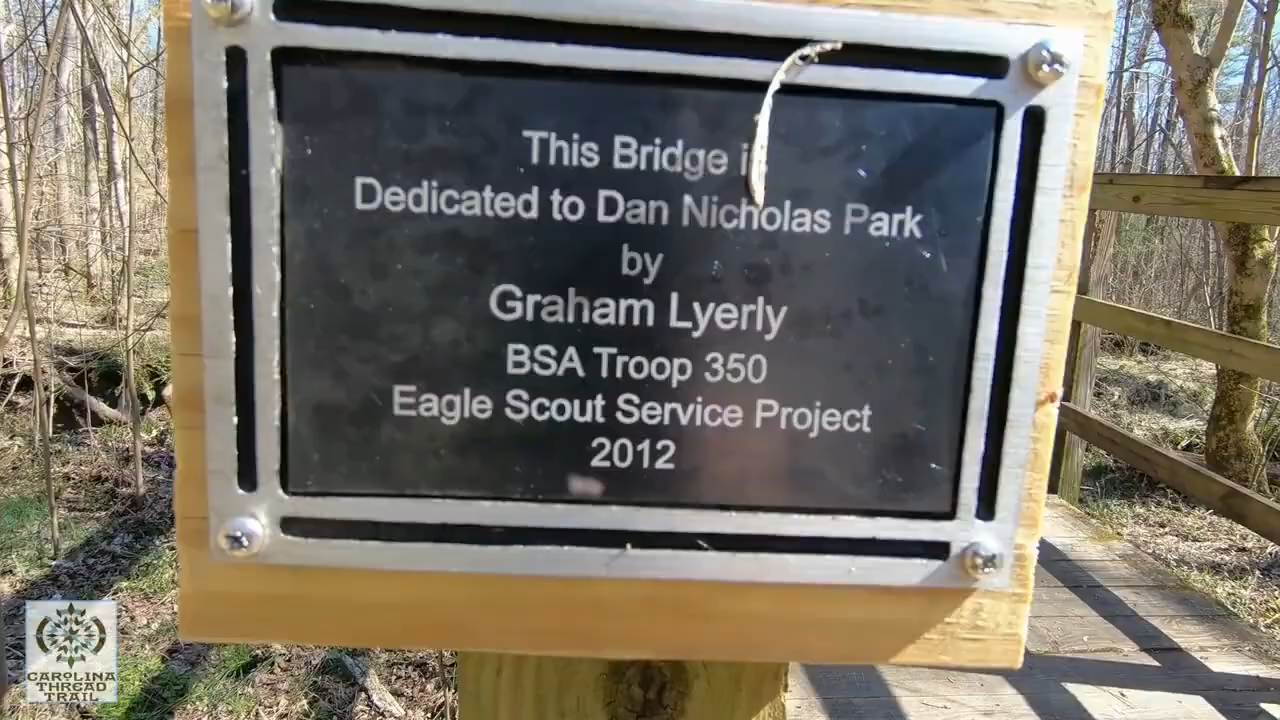 This Bridge
Dedicated to Dan Nicholas Park
by
Graham Lyerly
BSA Troop 350
Eagle Scout Service Project
2012
CAROLINA
THREAD
TRAIL